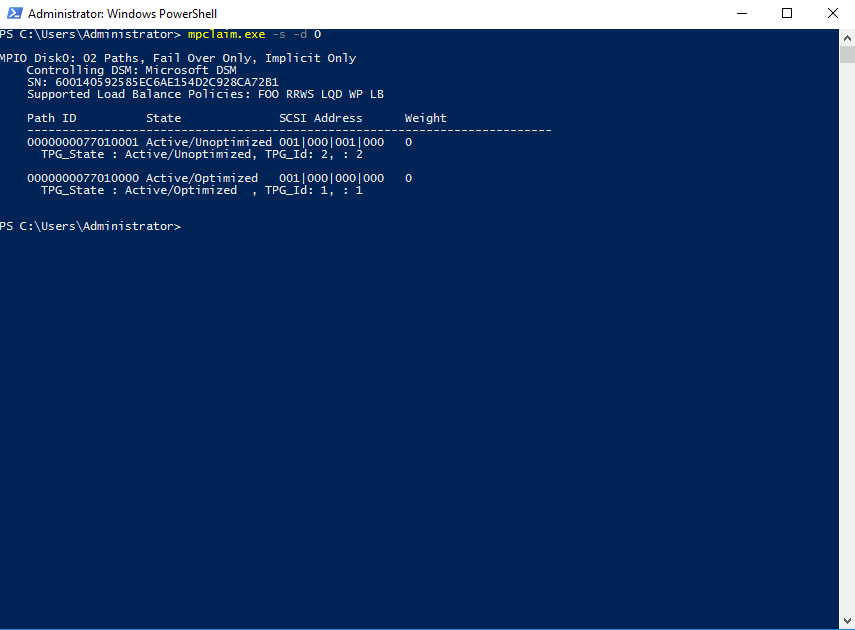 Administrator: Windows PowerShell
PS C:\Users\Administrator> mpclaim.exe -s -d 0
MPIO Disk0: 02 Paths, Fail Over Only, Implicit Only
Controlling DSM: Microsoft DSM
SN: 600140592585EC6AE154D2C928CA72B1
Supported Load Balance Policies: FOO RRWS LQD WP LB
Path ID          State              SCSI Address      Weight
---------------------------------------------------------------------------
0000000077010001 Active/Unoptimized 001|000|001|000   0
TPG_State : Active/Unoptimized, TPG_Id: 2, : 2
0000000077010000 Active/Optimized   001|000|000|000   0
TPG_State : Active/Optimized  , TPG_Id: 1, : 1
PS C:\Users\Administrator>